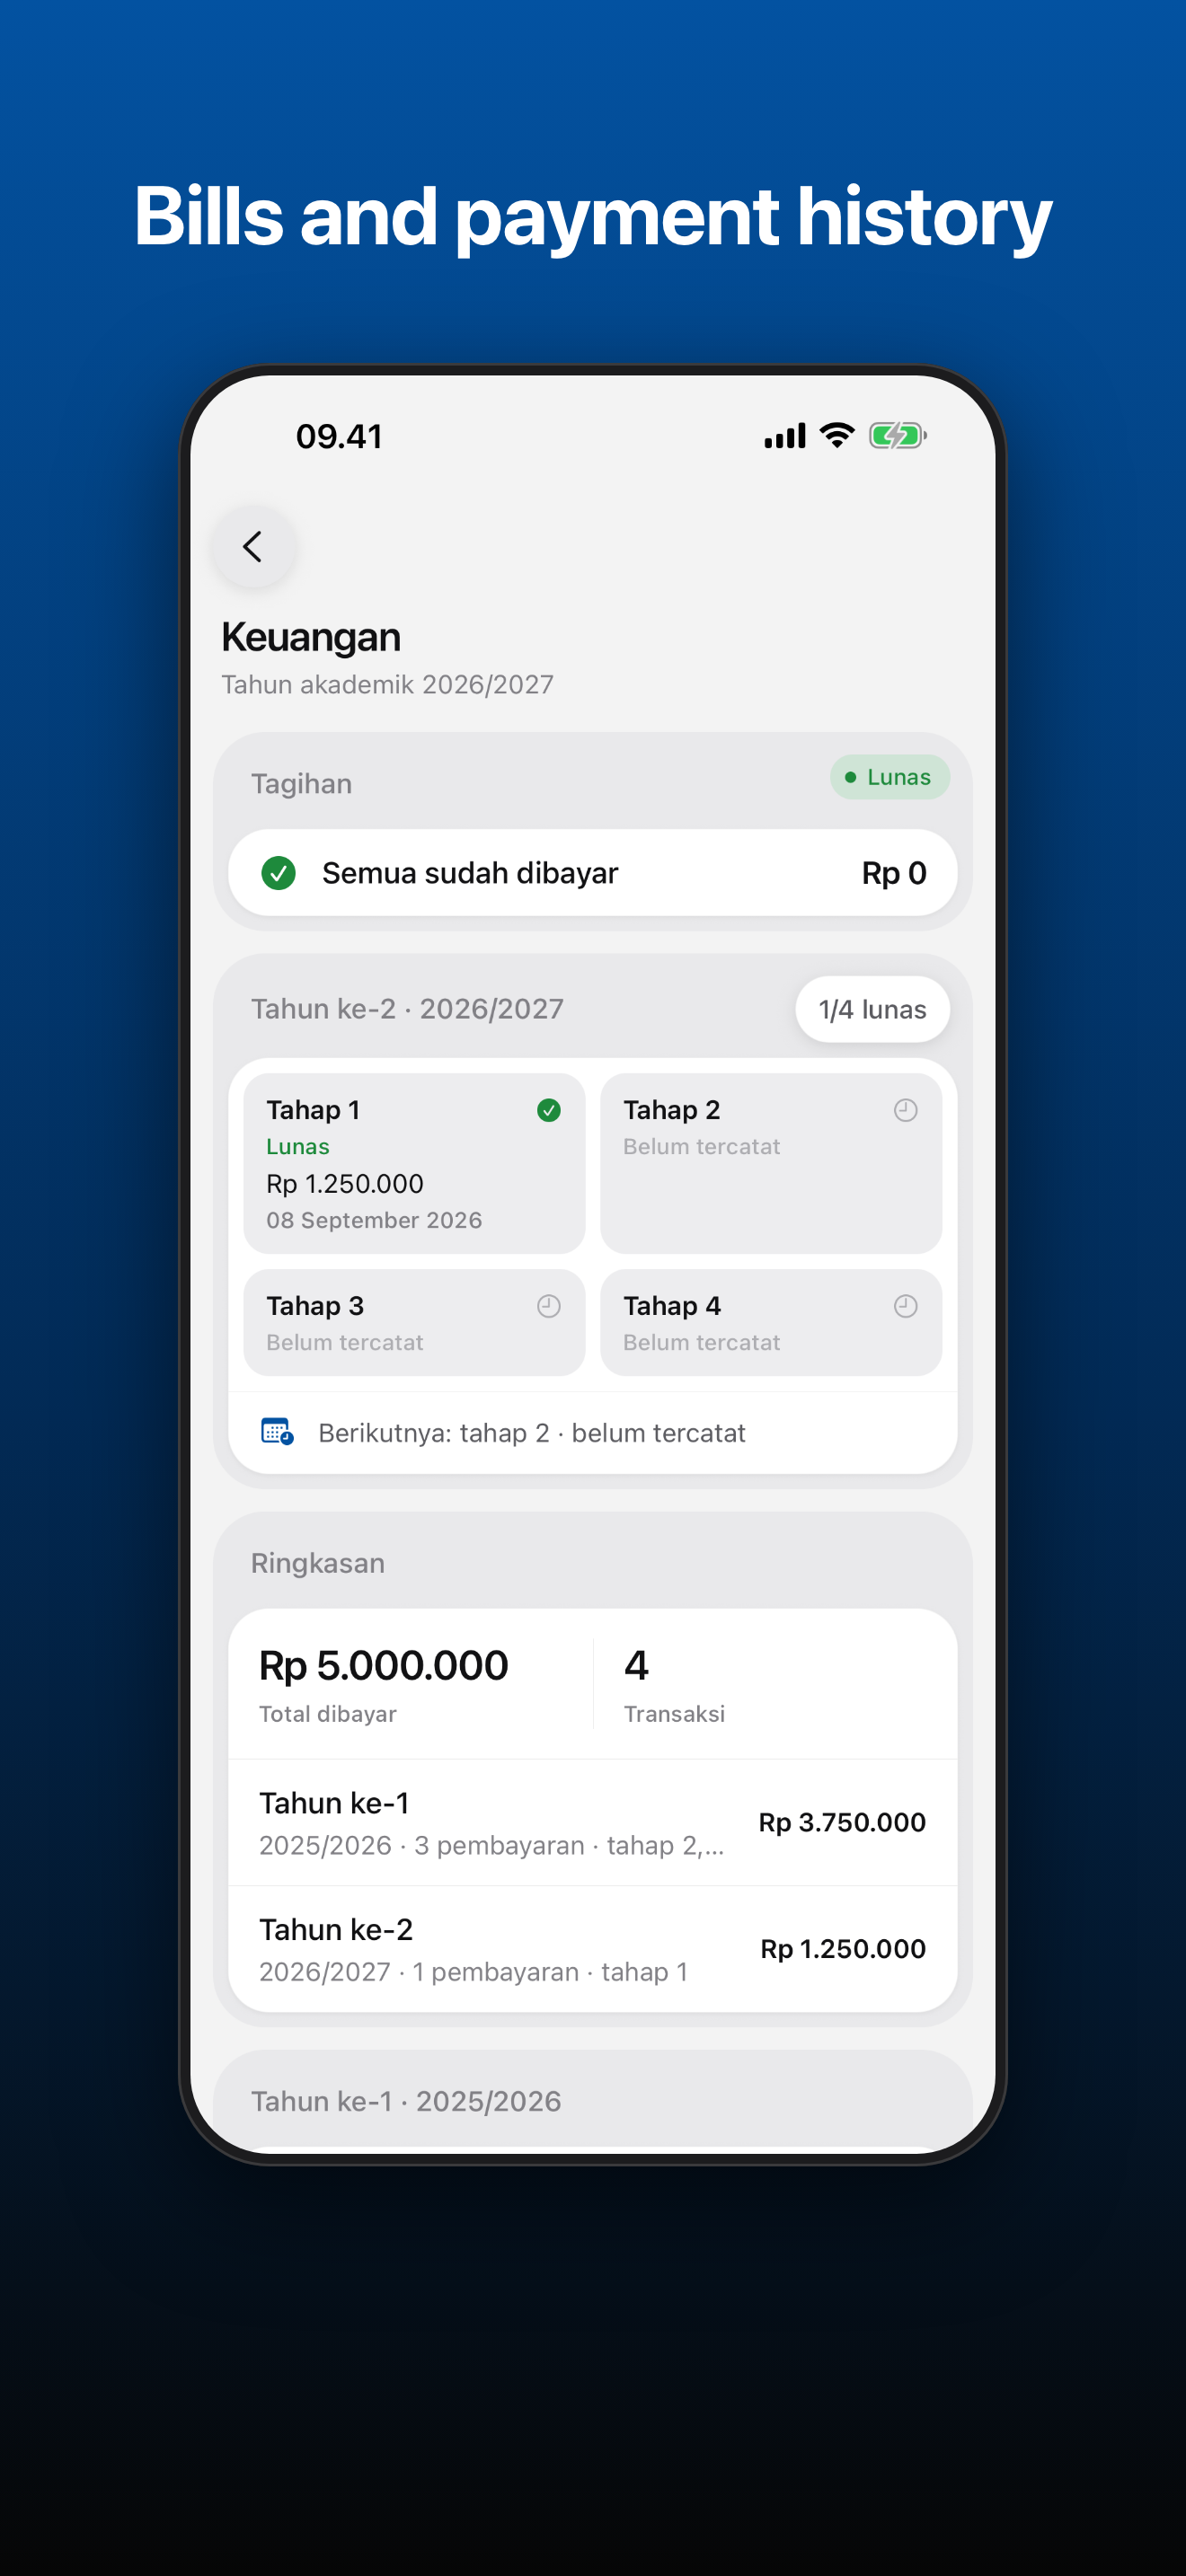 Bills and payment history
09.41
Keuangan
Tahun akademik 2026/2027
Tagihan
Lunas
Semua sudah dibayar
Rp 0
Tahun ke-2 · 2026/2027
1/4 lunas
Tahap 1
Lunas
Rp 1.250.000
08 September 2026
Tahap 2
Belum tercatat
Tahap 3
Belum tercatat
Tahap 4
Belum tercatat
Berikutnya: tahap 2 · belum tercatat
Ringkasan
Rp 5.000.000
Total dibayar
4
Transaksi
Tahun ke-1
2025/2026 · 3 pembayaran · tahap 2,...
Rp 3.750.000
Tahun ke-2
2026/2027 · 1 pembayaran · tahap 1
Rp 1.250.000
Tahun ke-1 · 2025/2026